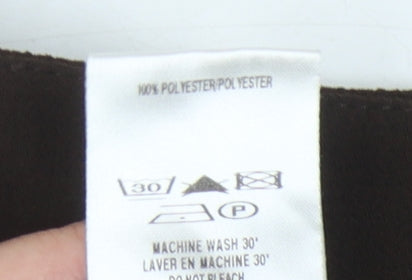 100% POLYESTER/POLYESTER
30
P
MACHINE WASH 30'
LAVER EN MACHINE 30'
DO NOT BLEACH